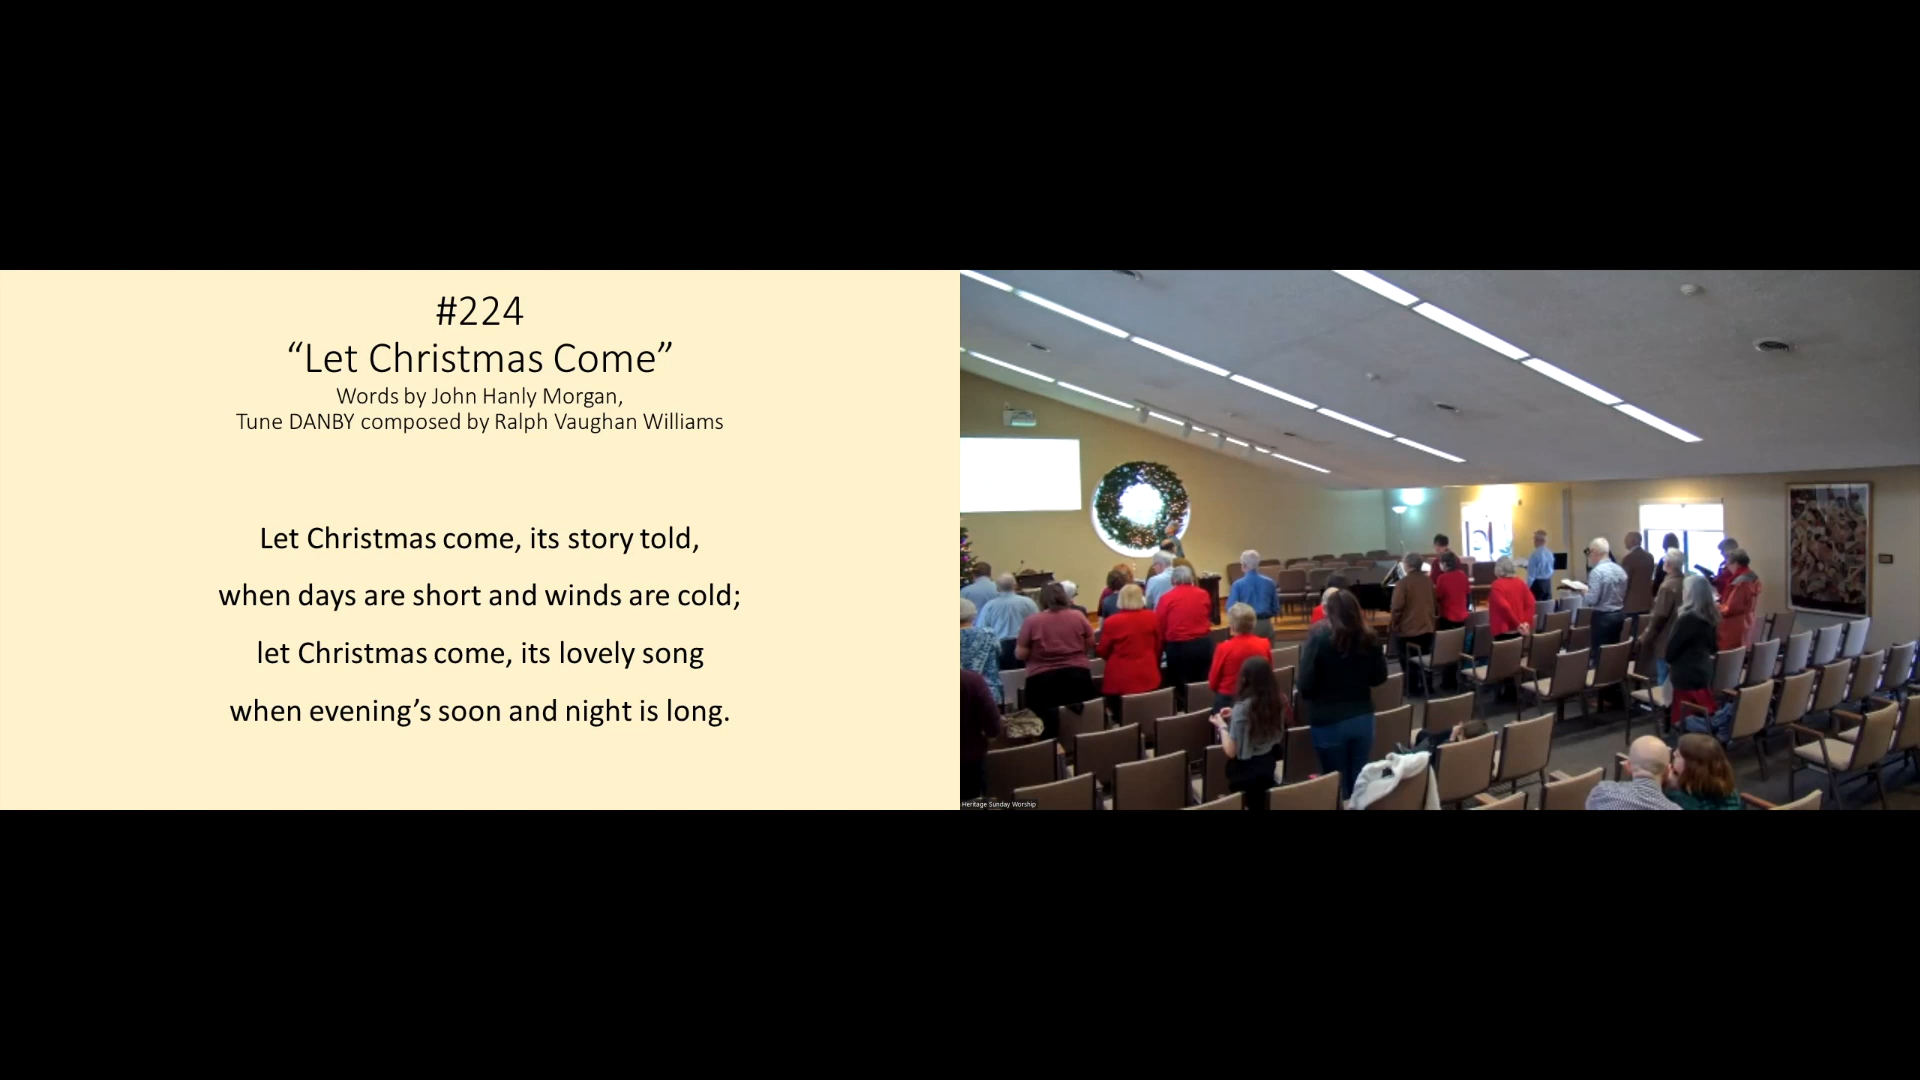 #224
“Let Christmas Come”
Words by John Hanly Morgan,
Tune DANBY composed by Ralph Vaughan Williams
Let Christmas come, its story told,
when days are short and winds are cold;
let Christmas come, its lovely song
when evening’s soon and night is long.
Heritage Sunday Worship